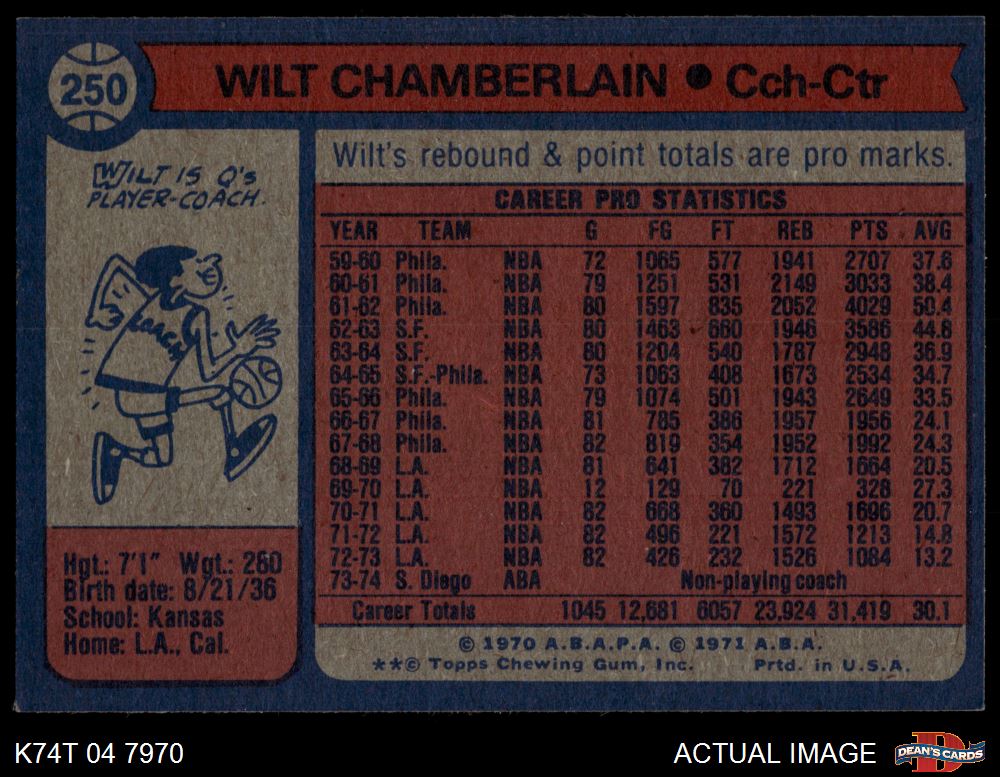 250
WILT CHAMBERLAIN ● Cch-Ctr
WILT IS Q's
PLAYER-COACH.
COACH
Hgt.: 7'1" Wgt.: 260
Birth date: 8/21/36
School: Kansas
Home: L.A., Cal.
Wilt's rebound & point totals are pro marks.
CAREER PRO STATISTICS
YEAR TEAM G FG FT REB PTS AVG
59-60 Phila. NBA 72 1065 577 1941 2707 37.6
60-61 Phila. NBA 79 1251 531 2149 3033 38.4
61-62 Phila. NBA 80 1597 835 2052 4029 50.4
62-63 S.F. NBA 80 1463 660 1946 3586 44.8
63-64 S.F. NBA 80 1204 540 1787 2948 36.9
64-65 S.F.-Phila. NBA 73 1063 408 1673 2534 34.7
65-66 Phila. NBA 79 1074 501 1943 2649 33.5
66-67 Phila. NBA 81 785 386 1957 1956 24.1
67-68 Phila. NBA 82 819 354 1952 1992 24.3
68-69 L.A. NBA 81 641 382 1712 1664 20.5
69-70 L.A. NBA 12 129 70 221 328 27.3
70-71 L.A. NBA 82 668 360 1493 1696 20.7
71-72 L.A. NBA 82 496 221 1572 1213 14.8
72-73 L.A. NBA 82 426 232 1526 1084 13.2
73-74 S. Diego ABA Non-playing coach
Career Totals 1045 12,681 6057 23,924 31,419 30.1
© 1970 A.B.A.P.A. © 1971 A.B.A.
**© Topps Chewing Gum, Inc. Prtd. in U.S.A.
K74T 04 7970
ACTUAL IMAGE
D
DEAN'S CARDS